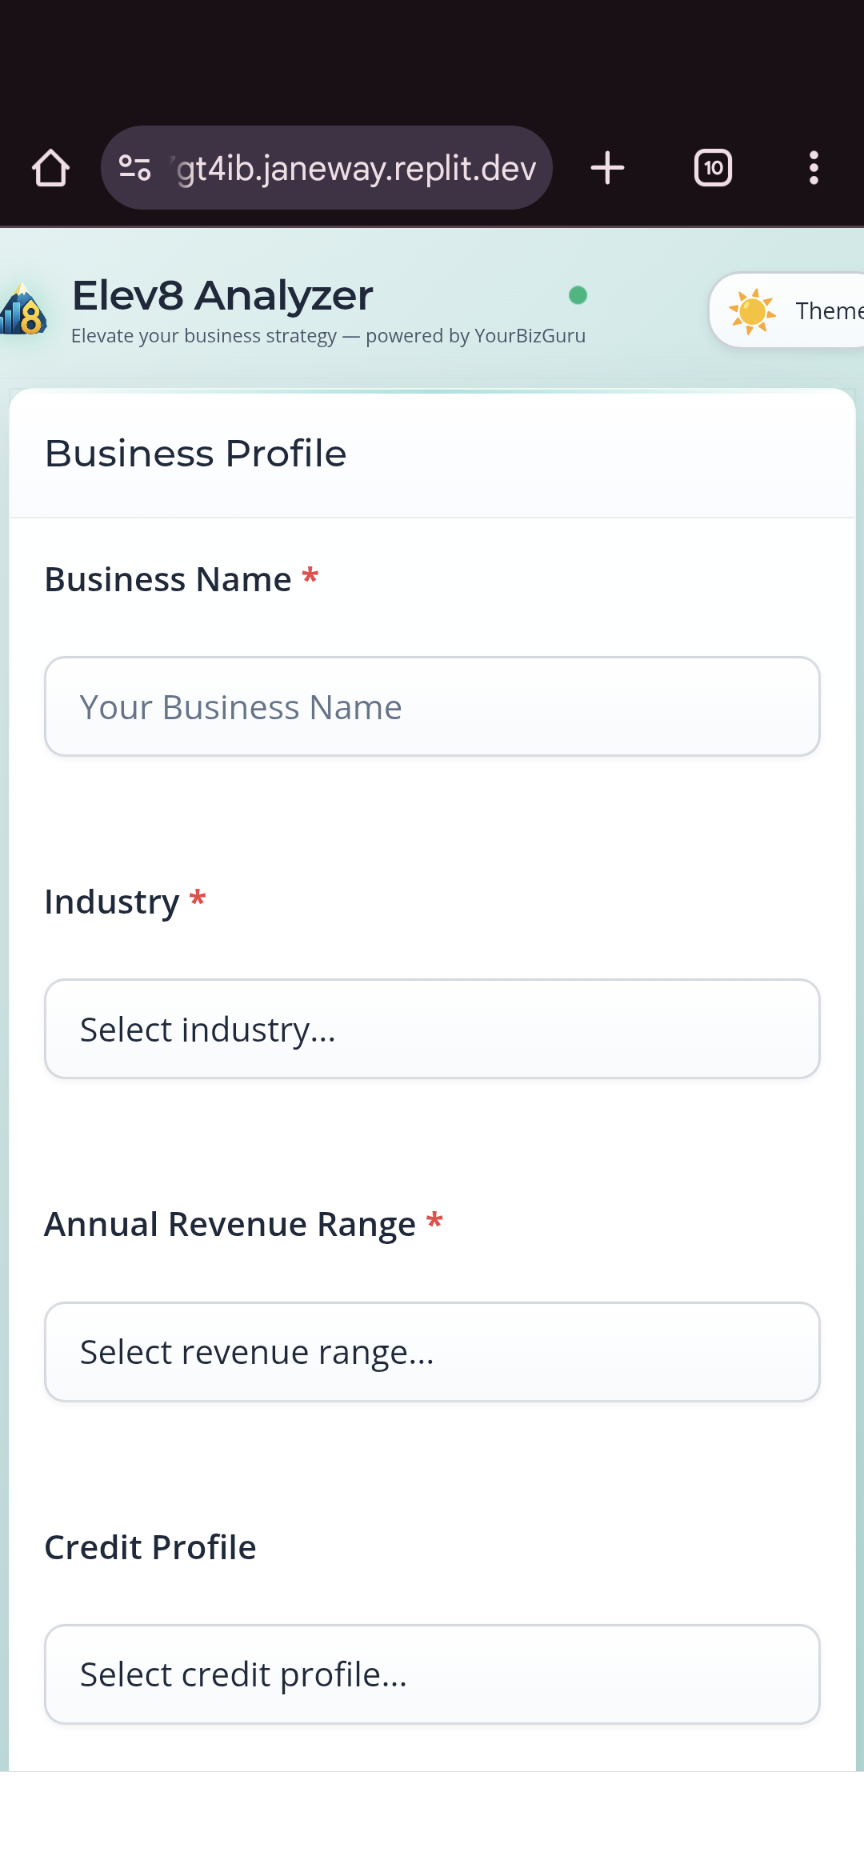 gt4ib.janeway.replit.dev
10
8
Elev8 Analyzer
Elevate your business strategy — powered by YourBizGuru
Theme
Business Profile
Business Name *
Your Business Name
Industry *
Select industry...
Annual Revenue Range *
Select revenue range...
Credit Profile
Select credit profile...